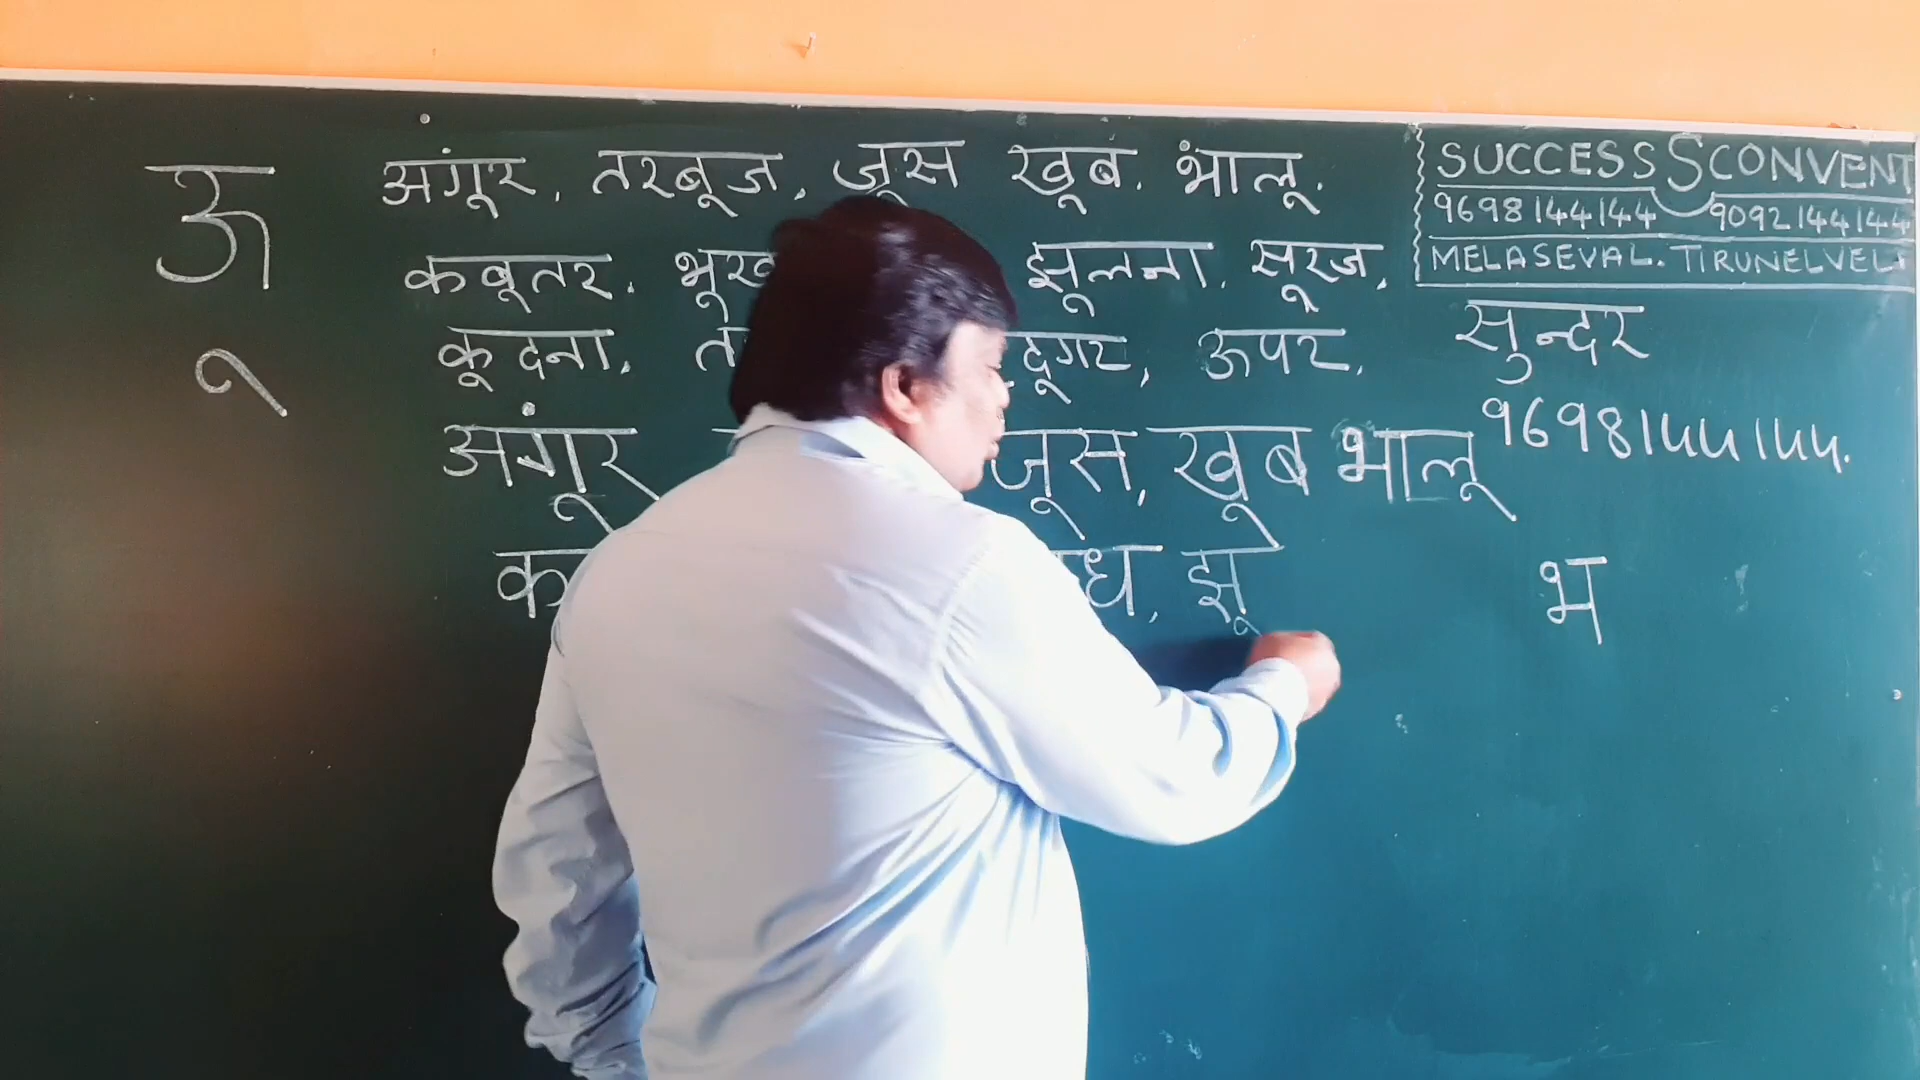 ऊ
ू
अंगूर, तरबूज, जूस खूब. भालू.
कबूतर. झूलना, सूरज,
कूदना, ऊपर,
अंगूर जूस, खूब भालू
झू
SUCCESS S CONVENT
9698144144 9092144144
MELASEVAL. TIRUNELVELI
सुन्दर
9698144144.
भ